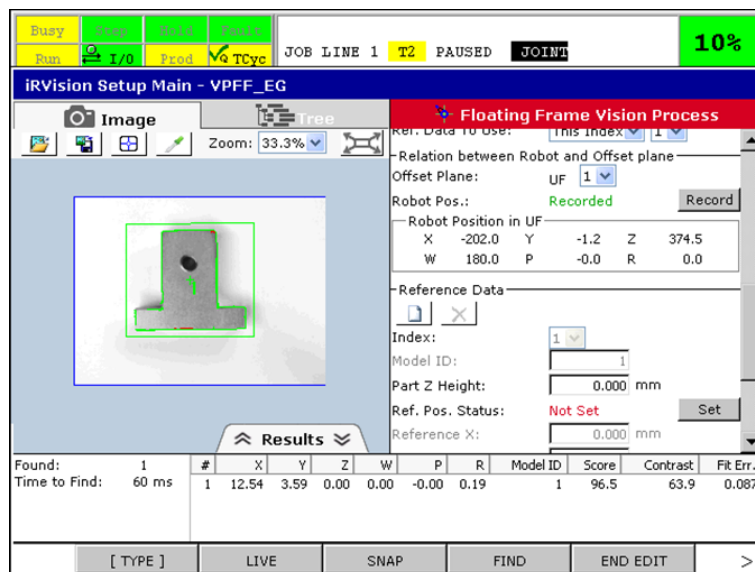 Busy Step Hold Fault
Run I/O Prod TCyc
JOB LINE 1 T2 PAUSED JOINT
10%
iRVision Setup Main - VPFF_EG
Image
Tree
Zoom: 33.3%
Results
Floating Frame Vision Process
Ref. Data To Use: This Index 1
Relation between Robot and Offset plane
Offset Plane: UF 1
Robot Pos.: Recorded Record
Robot Position in UF
X -202.0 Y -1.2 Z 374.5
W 180.0 P -0.0 R 0.0
Reference Data
Index: 1
Model ID: 1
Part Z Height: 0.000 mm
Ref. Pos. Status: Not Set Set
Reference X: 0.000 mm
Found: 1
Time to Find: 60 ms
# X Y Z W P R Model ID Score Contrast Fit Err.
1 12.54 3.59 0.00 0.00 -0.00 0.19 1 96.5 63.9 0.087
[ TYPE ] LIVE SNAP FIND END EDIT >